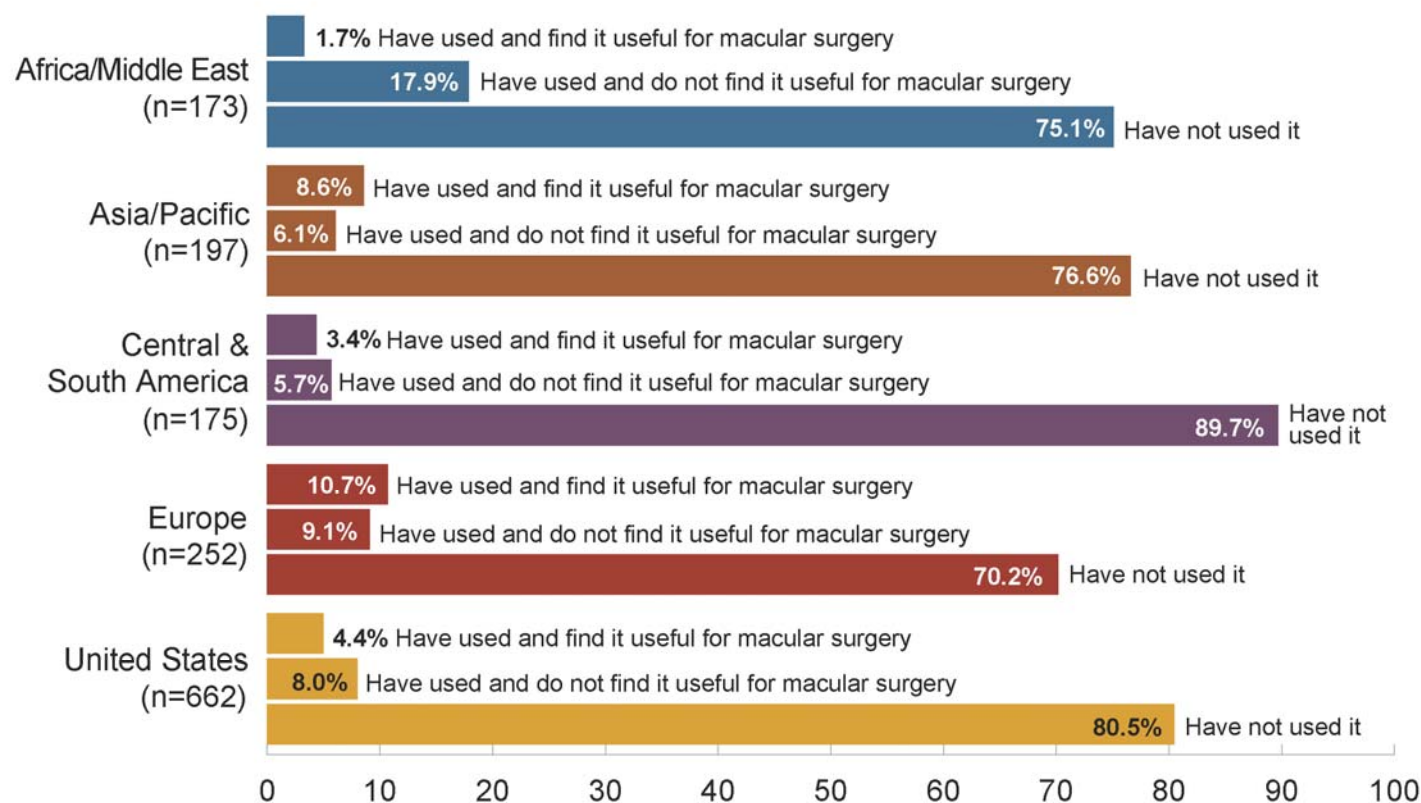 1.7% Have used and find it useful for macular surgery
Africa/Middle East
(n=173)
17.9% Have used and do not find it useful for macular surgery
75.1% Have not used it
8.6% Have used and find it useful for macular surgery
Asia/Pacific
(n=197)
6.1% Have used and do not find it useful for macular surgery
76.6% Have not used it
3.4% Have used and find it useful for macular surgery
Central &
South America
(n=175)
5.7% Have used and do not find it useful for macular surgery
89.7% Have not
used it
10.7% Have used and find it useful for macular surgery
Europe
(n=252)
9.1% Have used and do not find it useful for macular surgery
70.2% Have not used it
4.4% Have used and find it useful for macular surgery
United States
(n=662)
8.0% Have used and do not find it useful for macular surgery
80.5% Have not used it
0 10 20 30 40 50 60 70 80 90 100